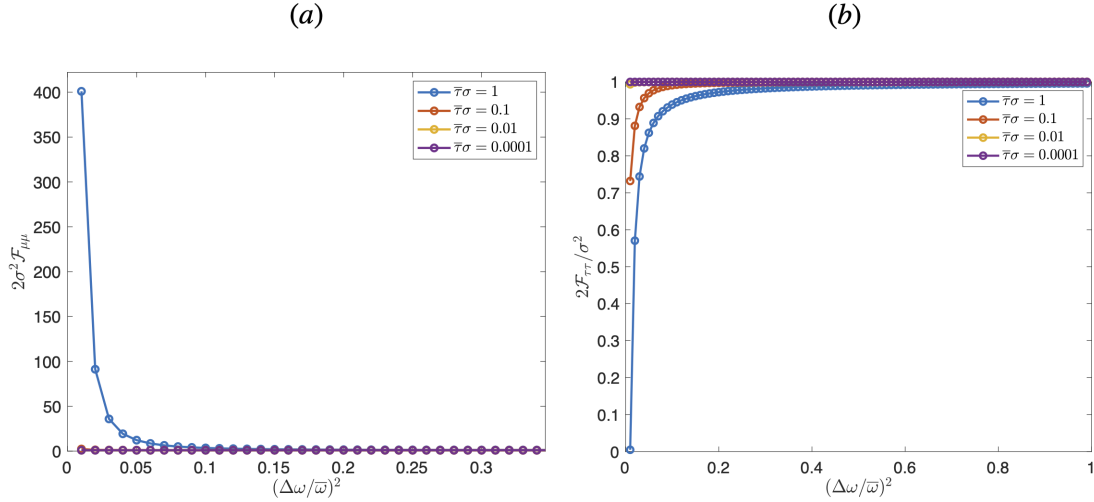 (a)
(b)
2σ²𝓕_μμ
400
350
300
250
200
150
100
50
0
0
0.05
0.1
0.15
0.2
0.25
0.3
(Δω/ω̅)²
τ̅σ = 1
τ̅σ = 0.1
τ̅σ = 0.01
τ̅σ = 0.0001
2𝓕_ττ/σ²
1
0.9
0.8
0.7
0.6
0.5
0.4
0.3
0.2
0.1
0
0
0.2
0.4
0.6
0.8
1
(Δω/ω̅)²
τ̅σ = 1
τ̅σ = 0.1
τ̅σ = 0.01
τ̅σ = 0.0001